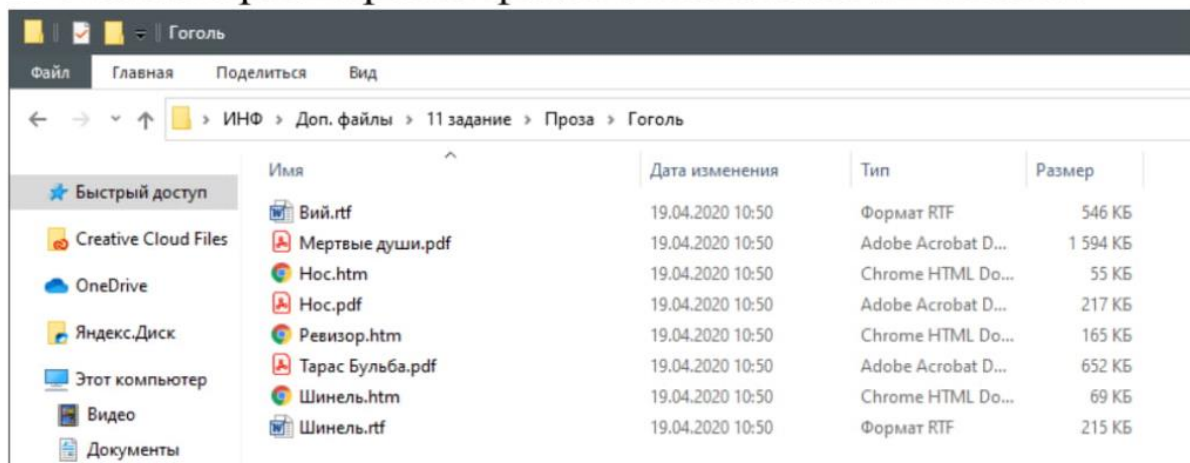 Гоголь
Файл Главная Поделиться Вид
ИНФ › Доп. файлы › 11 задание › Проза › Гоголь
Имя Дата изменения Тип Размер
Быстрый доступ
Creative Cloud Files
OneDrive
Яндекс.Диск
Этот компьютер
Видео
Документы
Вий.rtf 19.04.2020 10:50 Формат RTF 546 КБ
Мертвые души.pdf 19.04.2020 10:50 Adobe Acrobat D... 1 594 КБ
Нос.htm 19.04.2020 10:50 Chrome HTML Do... 55 КБ
Нос.pdf 19.04.2020 10:50 Adobe Acrobat D... 217 КБ
Ревизор.htm 19.04.2020 10:50 Chrome HTML Do... 165 КБ
Тарас Бульба.pdf 19.04.2020 10:50 Adobe Acrobat D... 652 КБ
Шинель.htm 19.04.2020 10:50 Chrome HTML Do... 69 КБ
Шинель.rtf 19.04.2020 10:50 Формат RTF 215 КБ